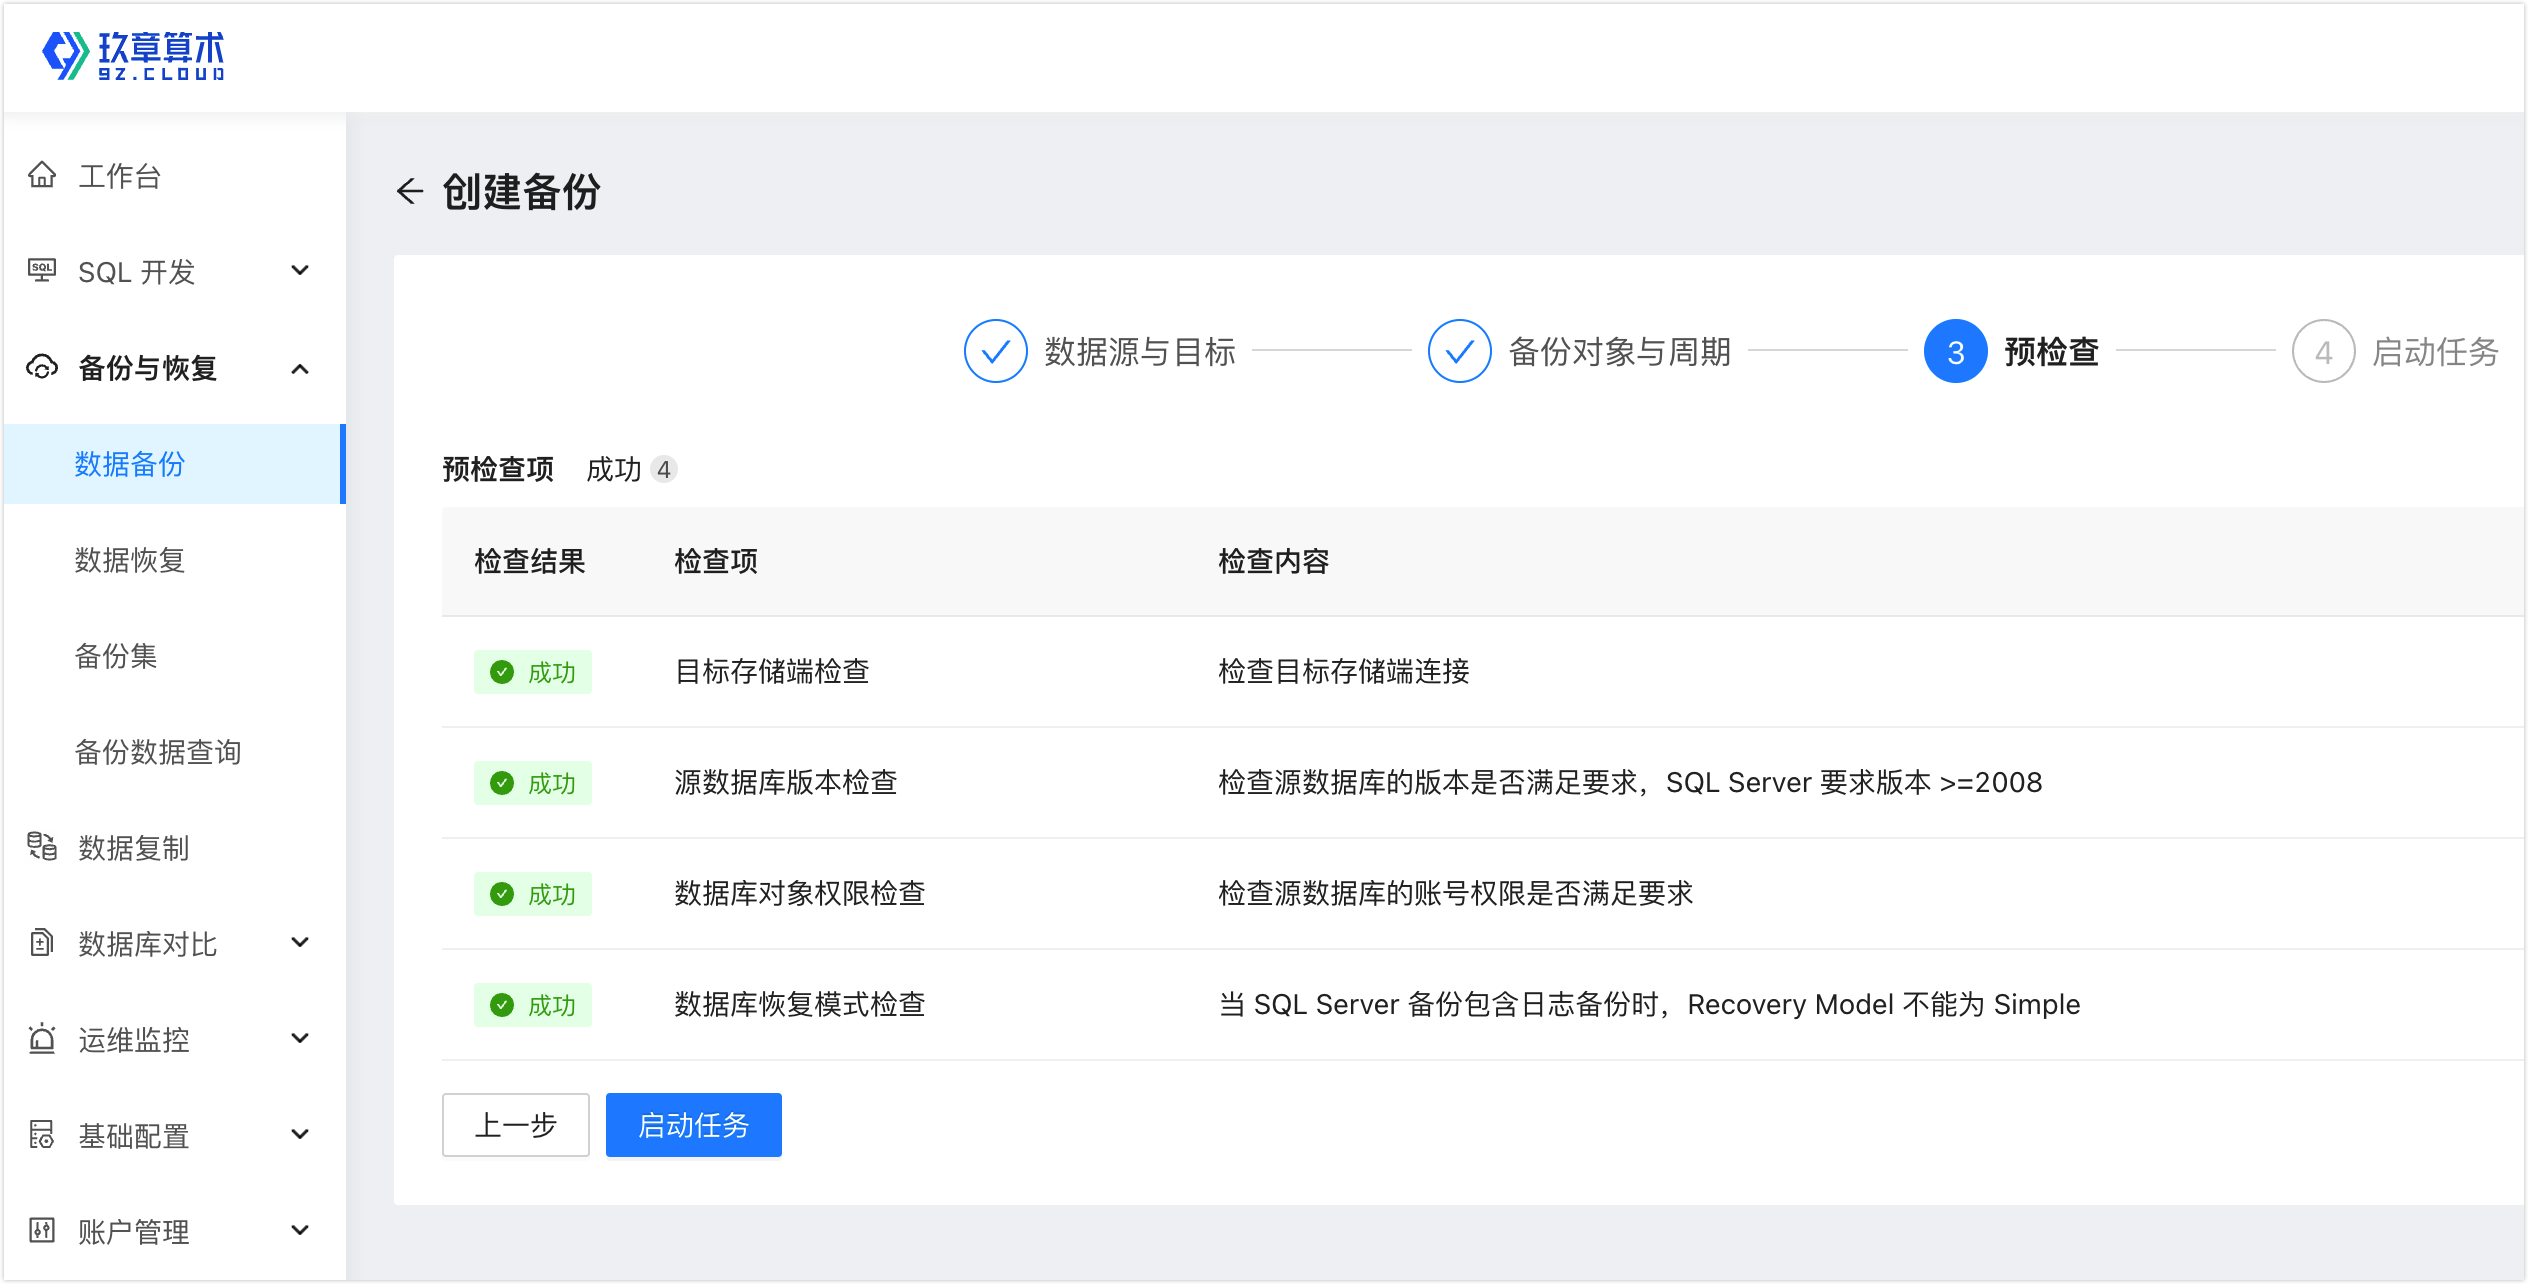 玖章算术
9Z.CLOUD
工作台
SQL 开发
备份与恢复
数据备份
数据恢复
备份集
备份数据查询
数据复制
数据库对比
运维监控
基础配置
账户管理
创建备份
数据源与目标
备份对象与周期
3 预检查
4 启动任务
预检查项 成功 4
检查结果 检查项 检查内容
成功 目标存储端检查 检查目标存储端连接
成功 源数据库版本检查 检查源数据库的版本是否满足要求，SQL Server 要求版本 >=2008
成功 数据库对象权限检查 检查源数据库的账号权限是否满足要求
成功 数据库恢复模式检查 当 SQL Server 备份包含日志备份时，Recovery Model 不能为 Simple
上一步 启动任务